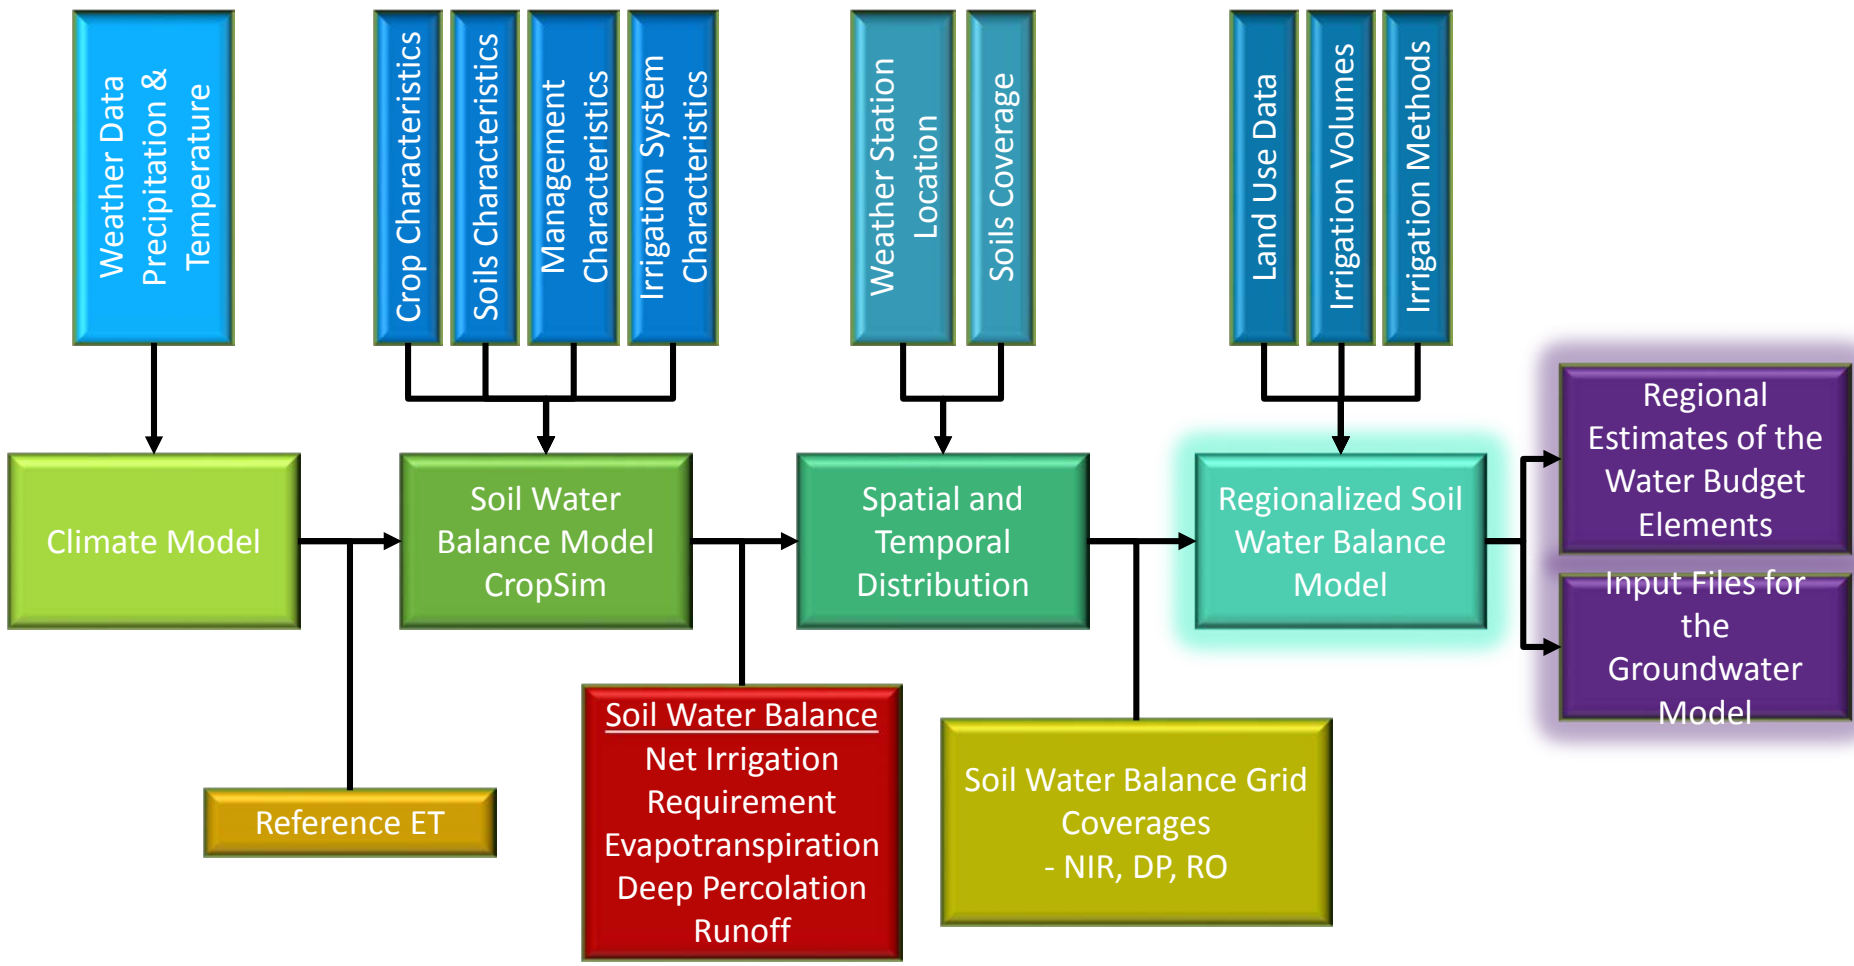 Weather Data
Precipitation &
Temperature
Crop Characteristics
Soils Characteristics
Management
Characteristics
Irrigation System
Characteristics
Weather Station
Location
Soils Coverage
Land Use Data
Irrigation Volumes
Irrigation Methods
Climate Model
Soil Water
Balance Model
CropSim
Spatial and
Temporal
Distribution
Regionalized Soil
Water Balance
Model
Regional
Estimates of the
Water Budget
Elements
Input Files for
the
Groundwater
Model
Reference ET
Soil Water Balance
Net Irrigation
Requirement
Evapotranspiration
Deep Percolation
Runoff
Soil Water Balance Grid
Coverages
- NIR, DP, RO